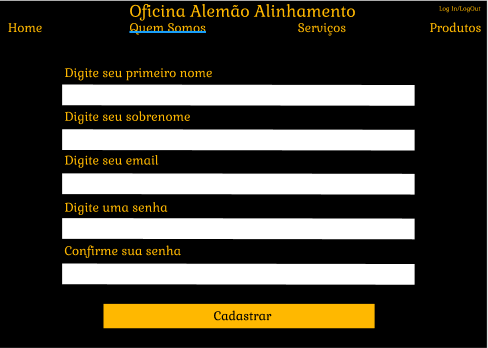 Oficina Alemão Alinhamento
Log In/LogOut
Home Quem Somos Serviços Produtos
Digite seu primeiro nome
Digite seu sobrenome
Digite seu email
Digite uma senha
Confirme sua senha
Cadastrar